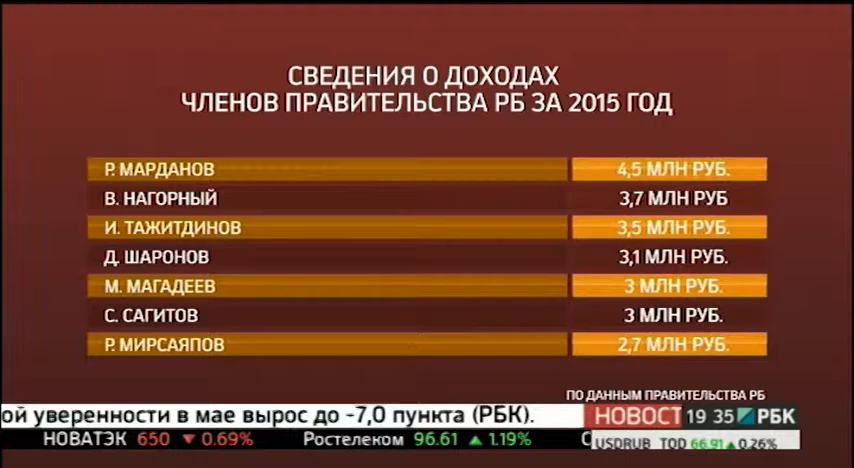 СВЕДЕНИЯ О ДОХОДАХ
ЧЛЕНОВ ПРАВИТЕЛЬСТВА РБ ЗА 2015 ГОД
Р. МАРДАНОВ 4,5 МЛН РУБ.
В. НАГОРНЫЙ 3,7 МЛН РУБ
И. ТАЖИТДИНОВ 3,5 МЛН РУБ.
Д. ШАРОНОВ 3,1 МЛН РУБ.
М. МАГАДЕЕВ 3 МЛН РУБ.
С. САГИТОВ 3 МЛН РУБ.
Р. МИРСАЯПОВ 2,7 МЛН РУБ.
ПО ДАННЫМ ПРАВИТЕЛЬСТВА РБ
ой уверенности в мае вырос до -7,0 пункта (РБК). НОВОСТ 19 35 РБК
НОВАТЭК 650 ▼ 0.69% Ростелеком 96.61 ▲ 1.19% С USDRUB TOD 66.91 ▲ 0.26%